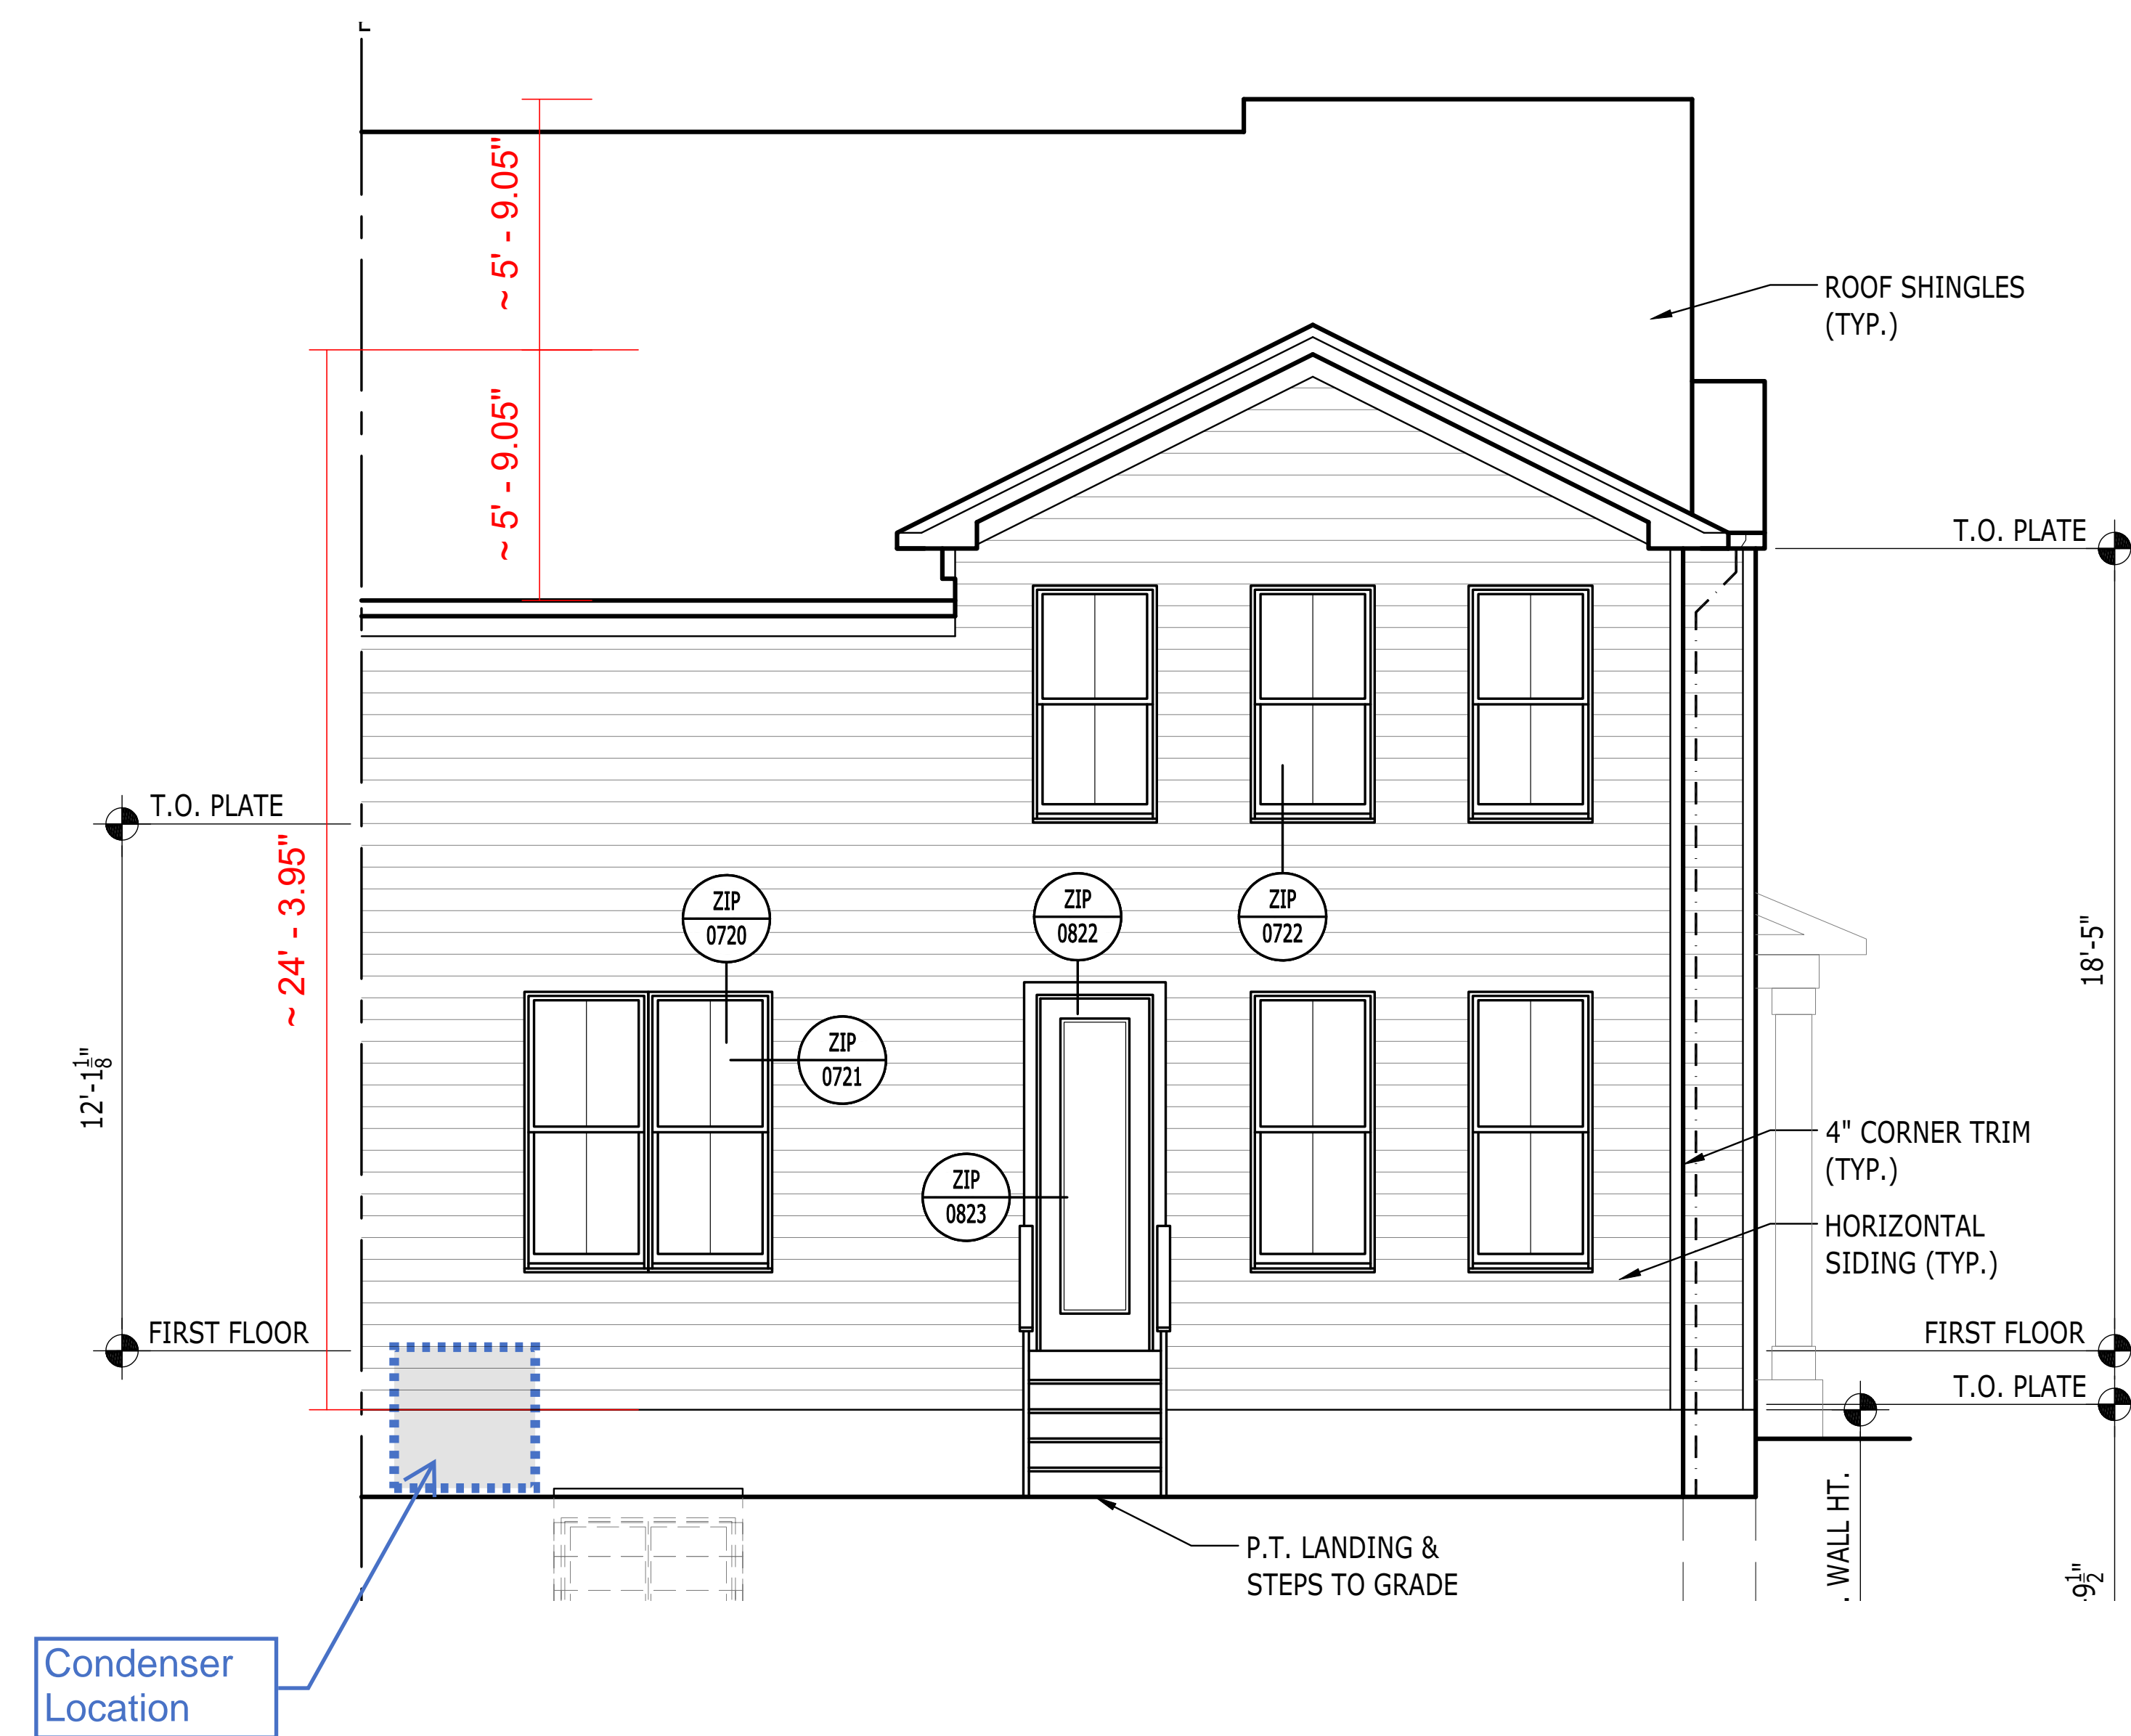 ~ 5' - 9.05"
ROOF SHINGLES
(TYP.)
~ 5' - 9.05"
T.O. PLATE
T.O. PLATE
~ 24' - 3.95"
ZIP
0720
ZIP
0822
ZIP
0722
18'-5"
ZIP
0721
12'-1 1/8"
4" CORNER TRIM
(TYP.)
ZIP
0823
HORIZONTAL
SIDING (TYP.)
FIRST FLOOR
FIRST FLOOR
T.O. PLATE
P.T. LANDING &
STEPS TO GRADE
. WALL HT.
9 1/2"
Condenser
Location